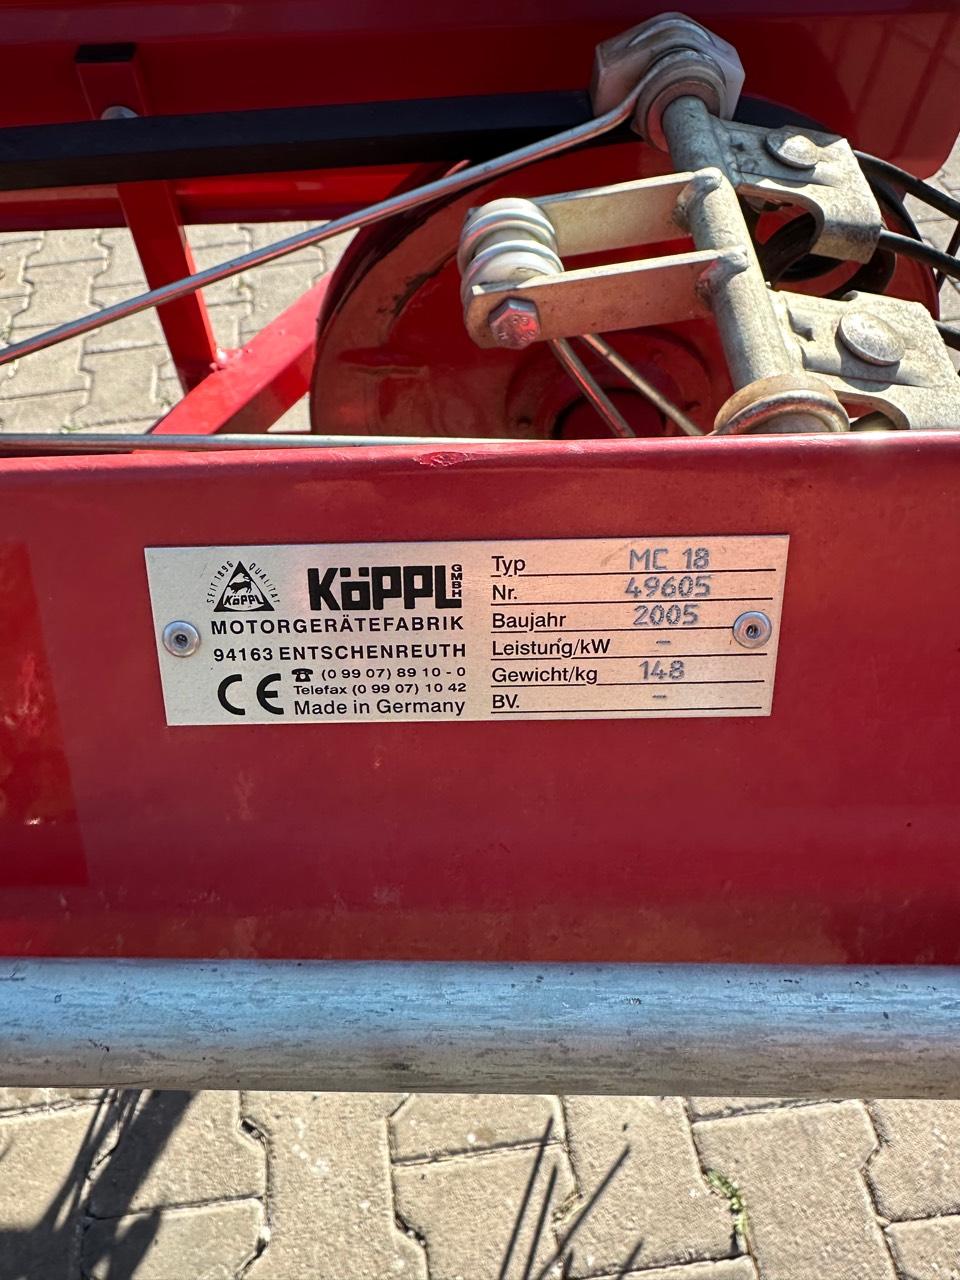 SEIT 1896 QUALITÄT
KÖPPL
KÖPPL GMBH
MOTORGERÄTEFABRIK
94163 ENTSCHENREUTH
☎ (0 99 07) 89 10 - 0
Telefax (0 99 07) 10 42
CE Made in Germany
Typ MC 18
Nr. 49605
Baujahr 2005
Leistung/kW –
Gewicht/kg 148
BV. –